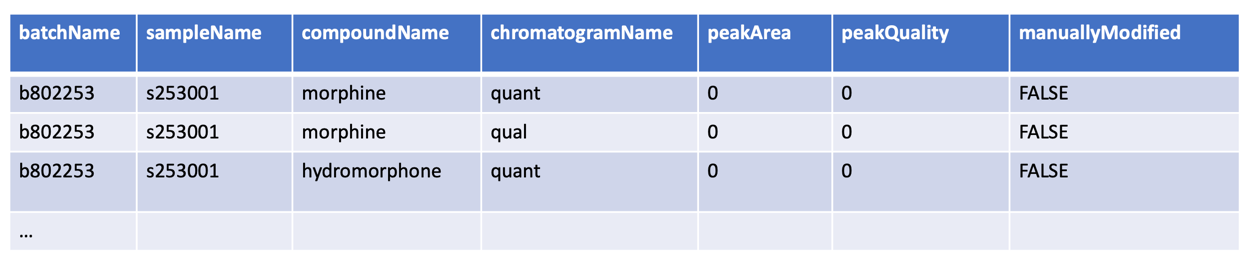 batchName sampleName compoundName chromatogramName peakArea peakQuality manuallyModified
b802253 s253001 morphine quant 0 0 FALSE
b802253 s253001 morphine qual 0 0 FALSE
b802253 s253001 hydromorphone quant 0 0 FALSE
...